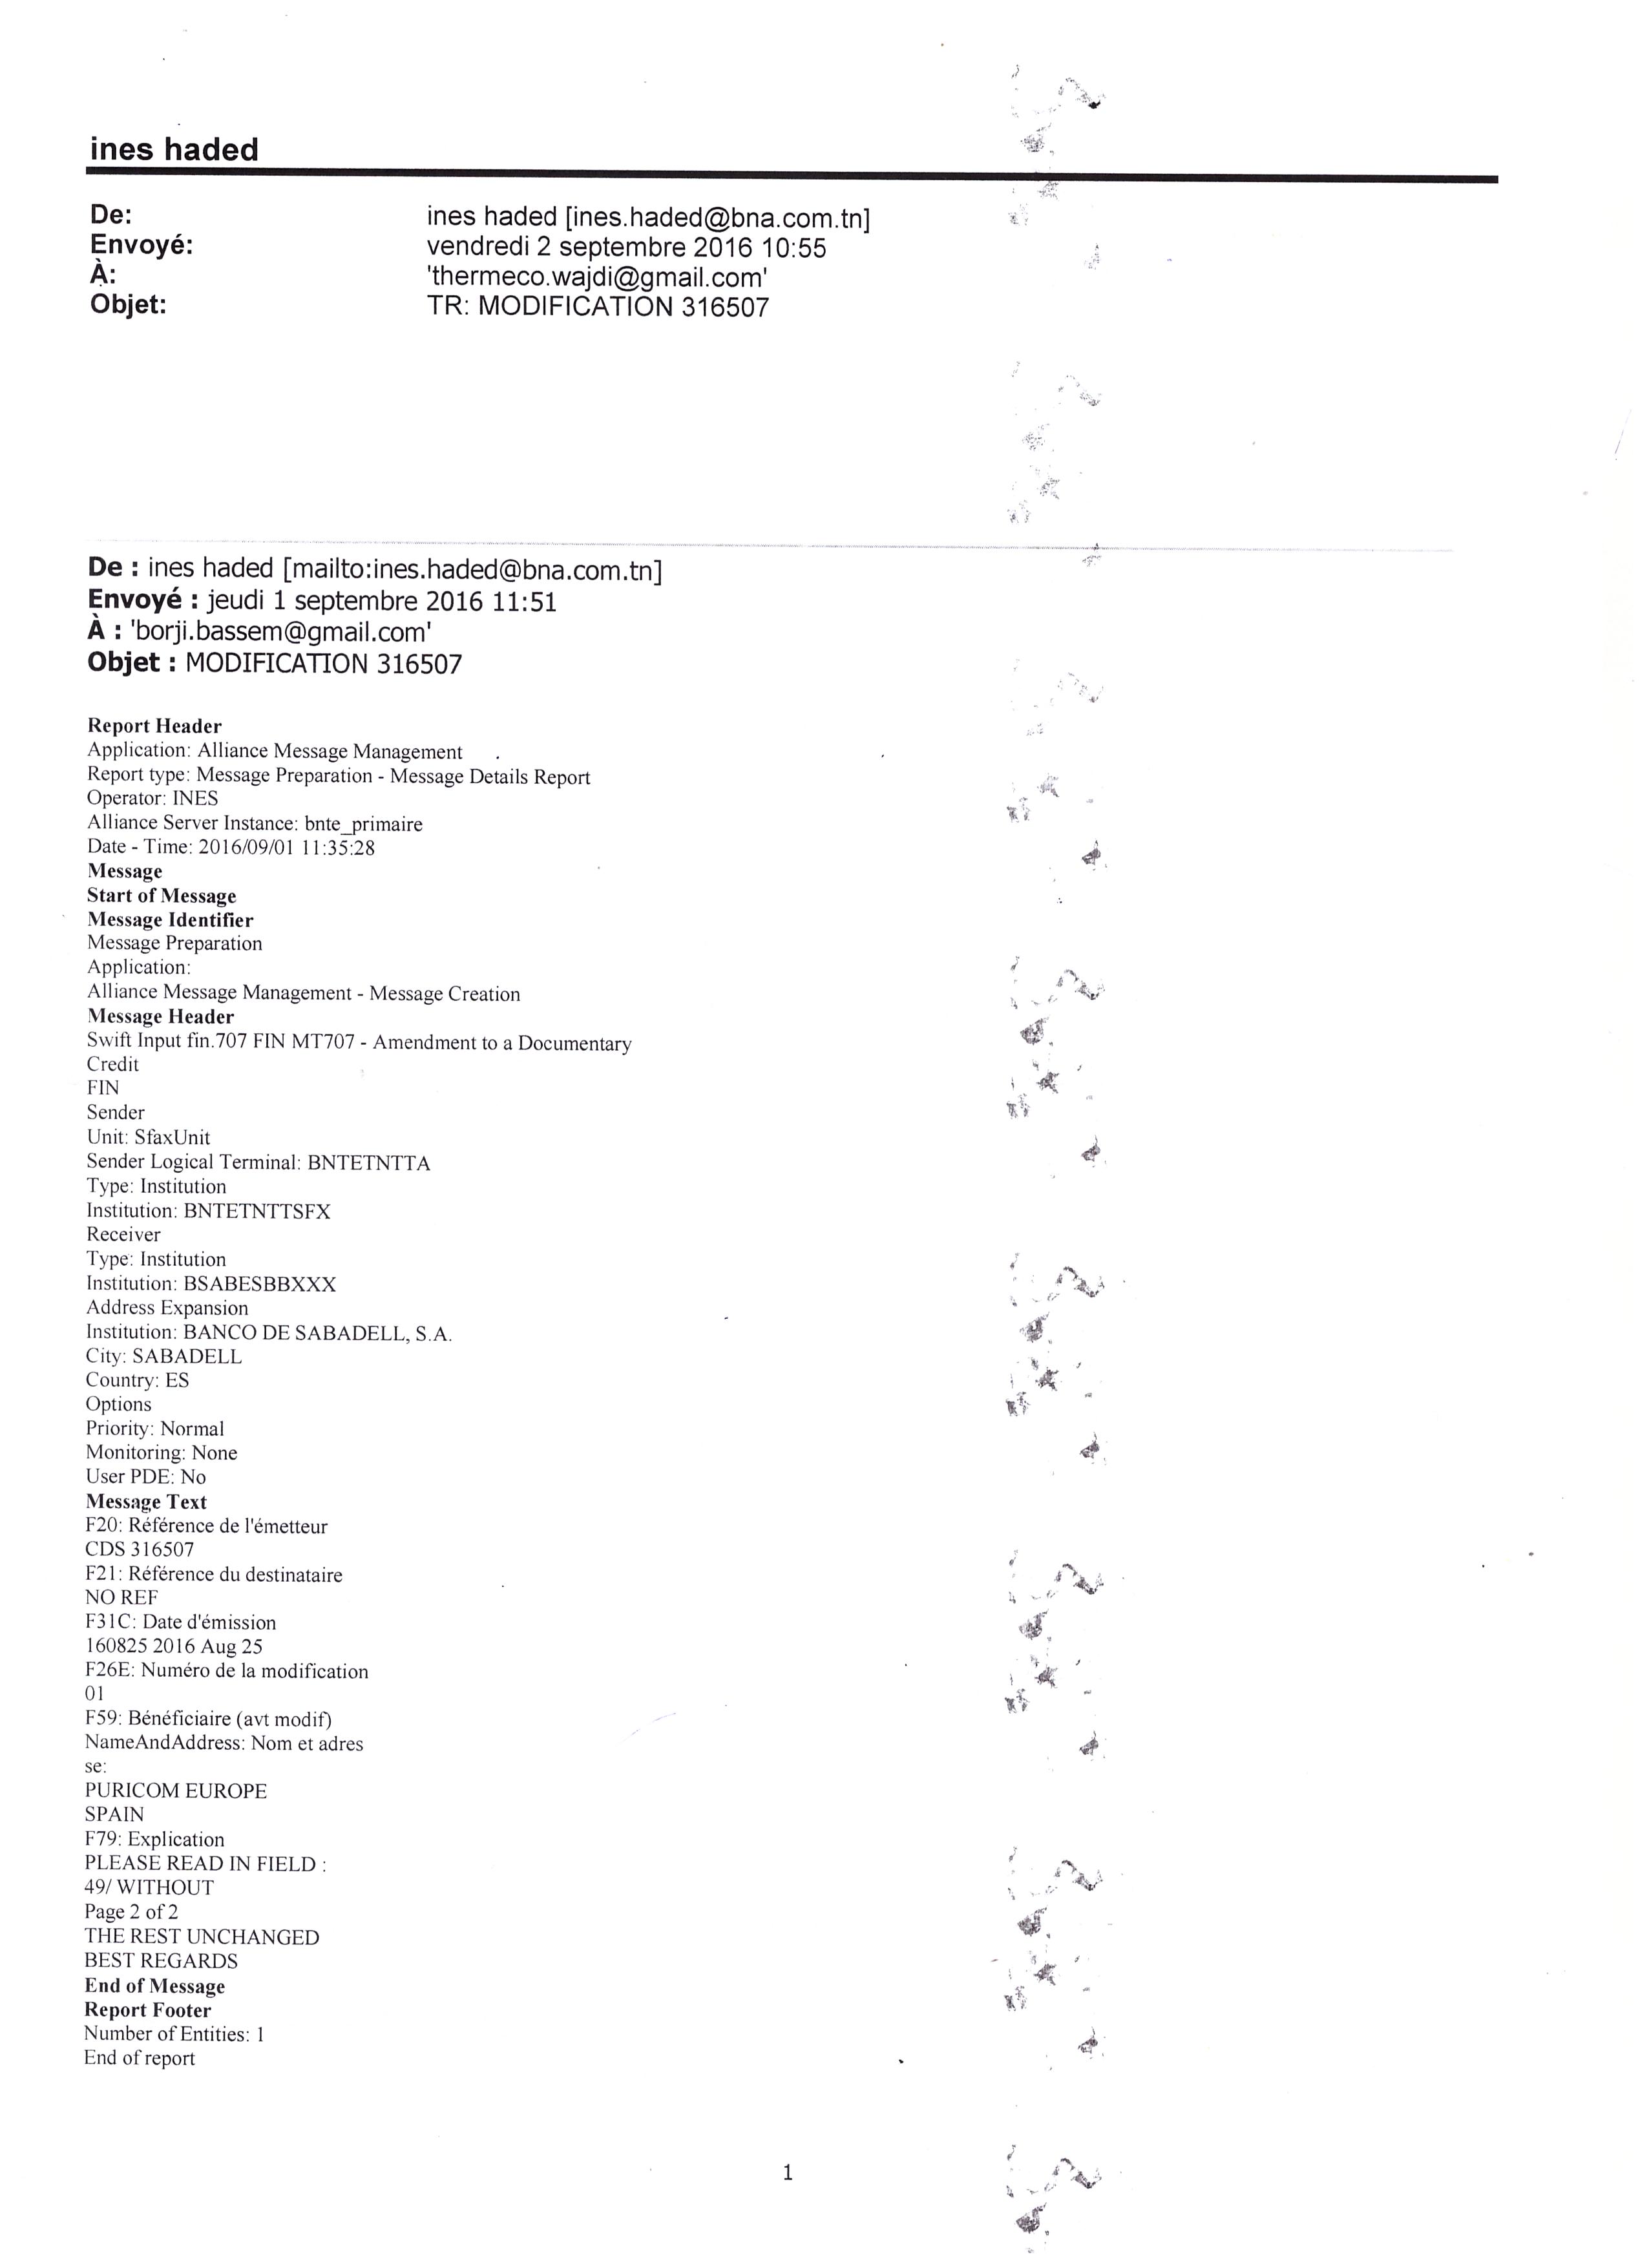 ines haded
De: ines haded [ines.haded@bna.com.tn]
Envoyé: vendredi 2 septembre 2016 10:55
À: 'thermeco.wajdi@gmail.com'
Objet: TR: MODIFICATION 316507
De : ines haded [mailto:ines.haded@bna.com.tn]
Envoyé : jeudi 1 septembre 2016 11:51
À : 'borji.bassem@gmail.com'
Objet : MODIFICATION 316507
Report Header
Application: Alliance Message Management
Report type: Message Preparation - Message Details Report
Operator: INES
Alliance Server Instance: bnte_primaire
Date - Time: 2016/09/01 11:35:28
Message
Start of Message
Message Identifier
Message Preparation
Application:
Alliance Message Management - Message Creation
Message Header
Swift Input fin.707 FIN MT707 - Amendment to a Documentary
Credit
FIN
Sender
Unit: SfaxUnit
Sender Logical Terminal: BNTETNTTA
Type: Institution
Institution: BNTETNTTSFX
Receiver
Type: Institution
Institution: BSABESBBXXX
Address Expansion
Institution: BANCO DE SABADELL, S.A.
City: SABADELL
Country: ES
Options
Priority: Normal
Monitoring: None
User PDE: No
Message Text
F20: Référence de l'émetteur
CDS 316507
F21: Référence du destinataire
NO REF
F31C: Date d'émission
160825 2016 Aug 25
F26E: Numéro de la modification
01
F59: Bénéficiaire (avt modif)
NameAndAddress: Nom et adres
se:
PURICOM EUROPE
SPAIN
F79: Explication
PLEASE READ IN FIELD :
49/ WITHOUT
Page 2 of 2
THE REST UNCHANGED
BEST REGARDS
End of Message
Report Footer
Number of Entities: 1
End of report
1